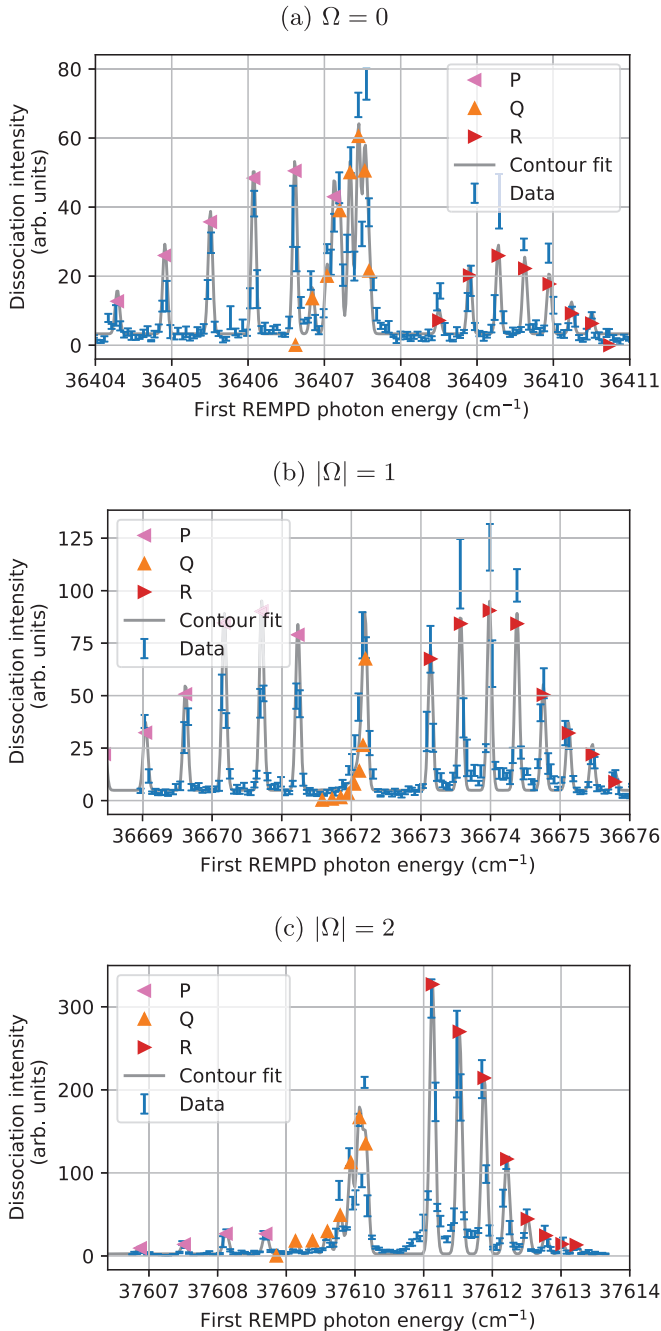 (a) Ω = 0
Dissociation intensity
(arb. units)
80
60
40
20
0
P
Q
R
Contour fit
Data
36404 36405 36406 36407 36408 36409 36410 36411
First REMPD photon energy (cm⁻¹)
(b) |Ω| = 1
Dissociation intensity
(arb. units)
125
100
75
50
25
0
P
Q
R
Contour fit
Data
36669 36670 36671 36672 36673 36674 36675 36676
First REMPD photon energy (cm⁻¹)
(c) |Ω| = 2
Dissociation intensity
(arb. units)
300
200
100
0
P
Q
R
Contour fit
Data
37607 37608 37609 37610 37611 37612 37613 37614
First REMPD photon energy (cm⁻¹)